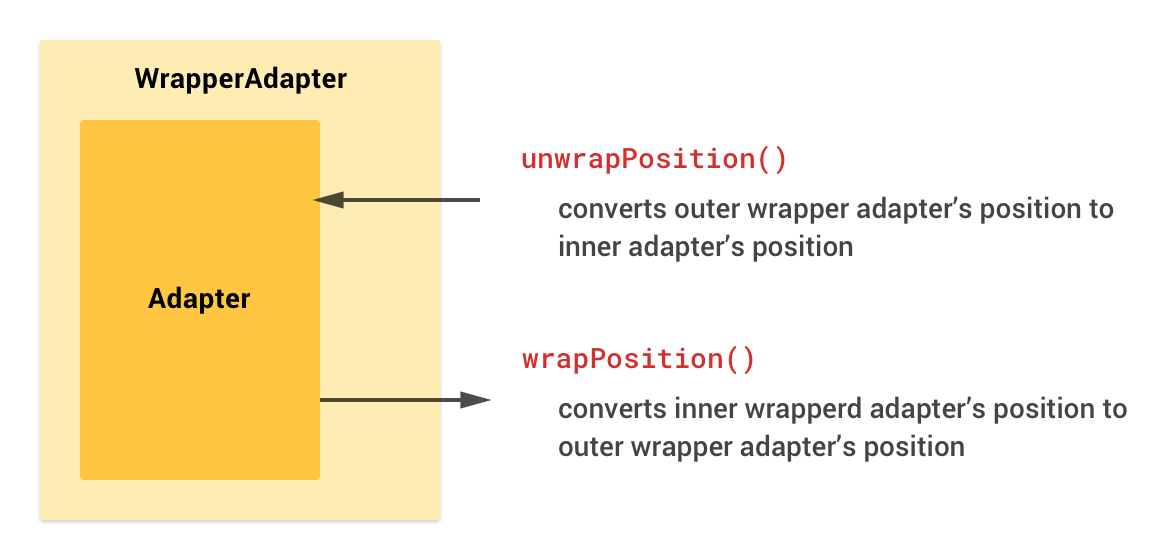 WrapperAdapter
Adapter
unwrapPosition()
converts outer wrapper adapter’s position to
inner adapter’s position
wrapPosition()
converts inner wrapperd adapter’s position to
outer wrapper adapter’s position